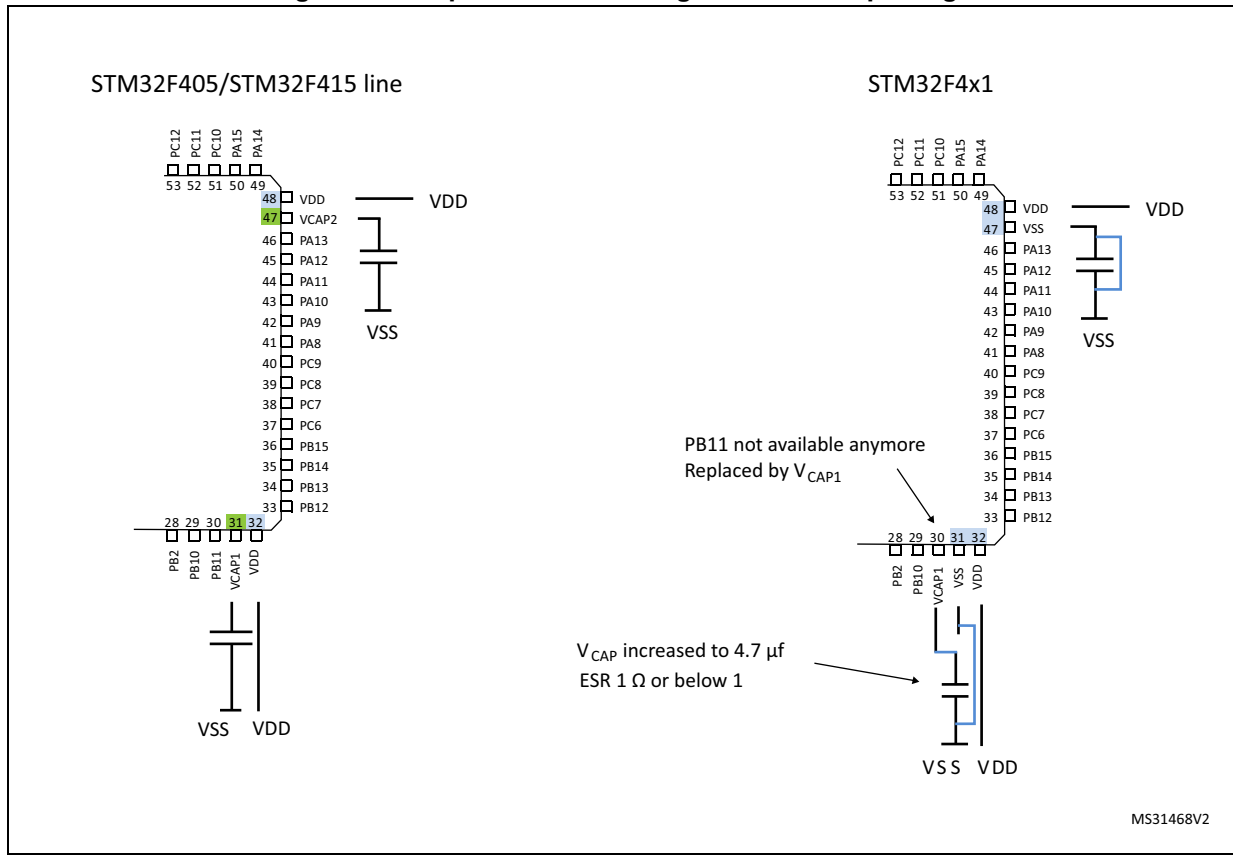 STM32F405/STM32F415 line
PC12
PC11
PC10
PA15
PA14
53 52 51 50 49
48 VDD
47 VCAP2
46 PA13
45 PA12
44 PA11
43 PA10
42 PA9
41 PA8
40 PC9
39 PC8
38 PC7
37 PC6
36 PB15
35 PB14
34 PB13
33 PB12
28 29 30 31 32
PB2
PB10
PB11
VCAP1
VDD
VDD
VSS
VSS VDD
STM32F4x1
PC12
PC11
PC10
PA15
PA14
53 52 51 50 49
48 VDD
47 VSS
46 PA13
45 PA12
44 PA11
43 PA10
42 PA9
41 PA8
40 PC9
39 PC8
38 PC7
37 PC6
36 PB15
35 PB14
34 PB13
33 PB12
28 29 30 31 32
PB2
PB10
VCAP1
VSS
VDD
VDD
VSS
PB11 not available anymore
Replaced by VCAP1
VCAP increased to 4.7 µf
ESR 1 Ω or below 1
VSS VDD
MS31468V2